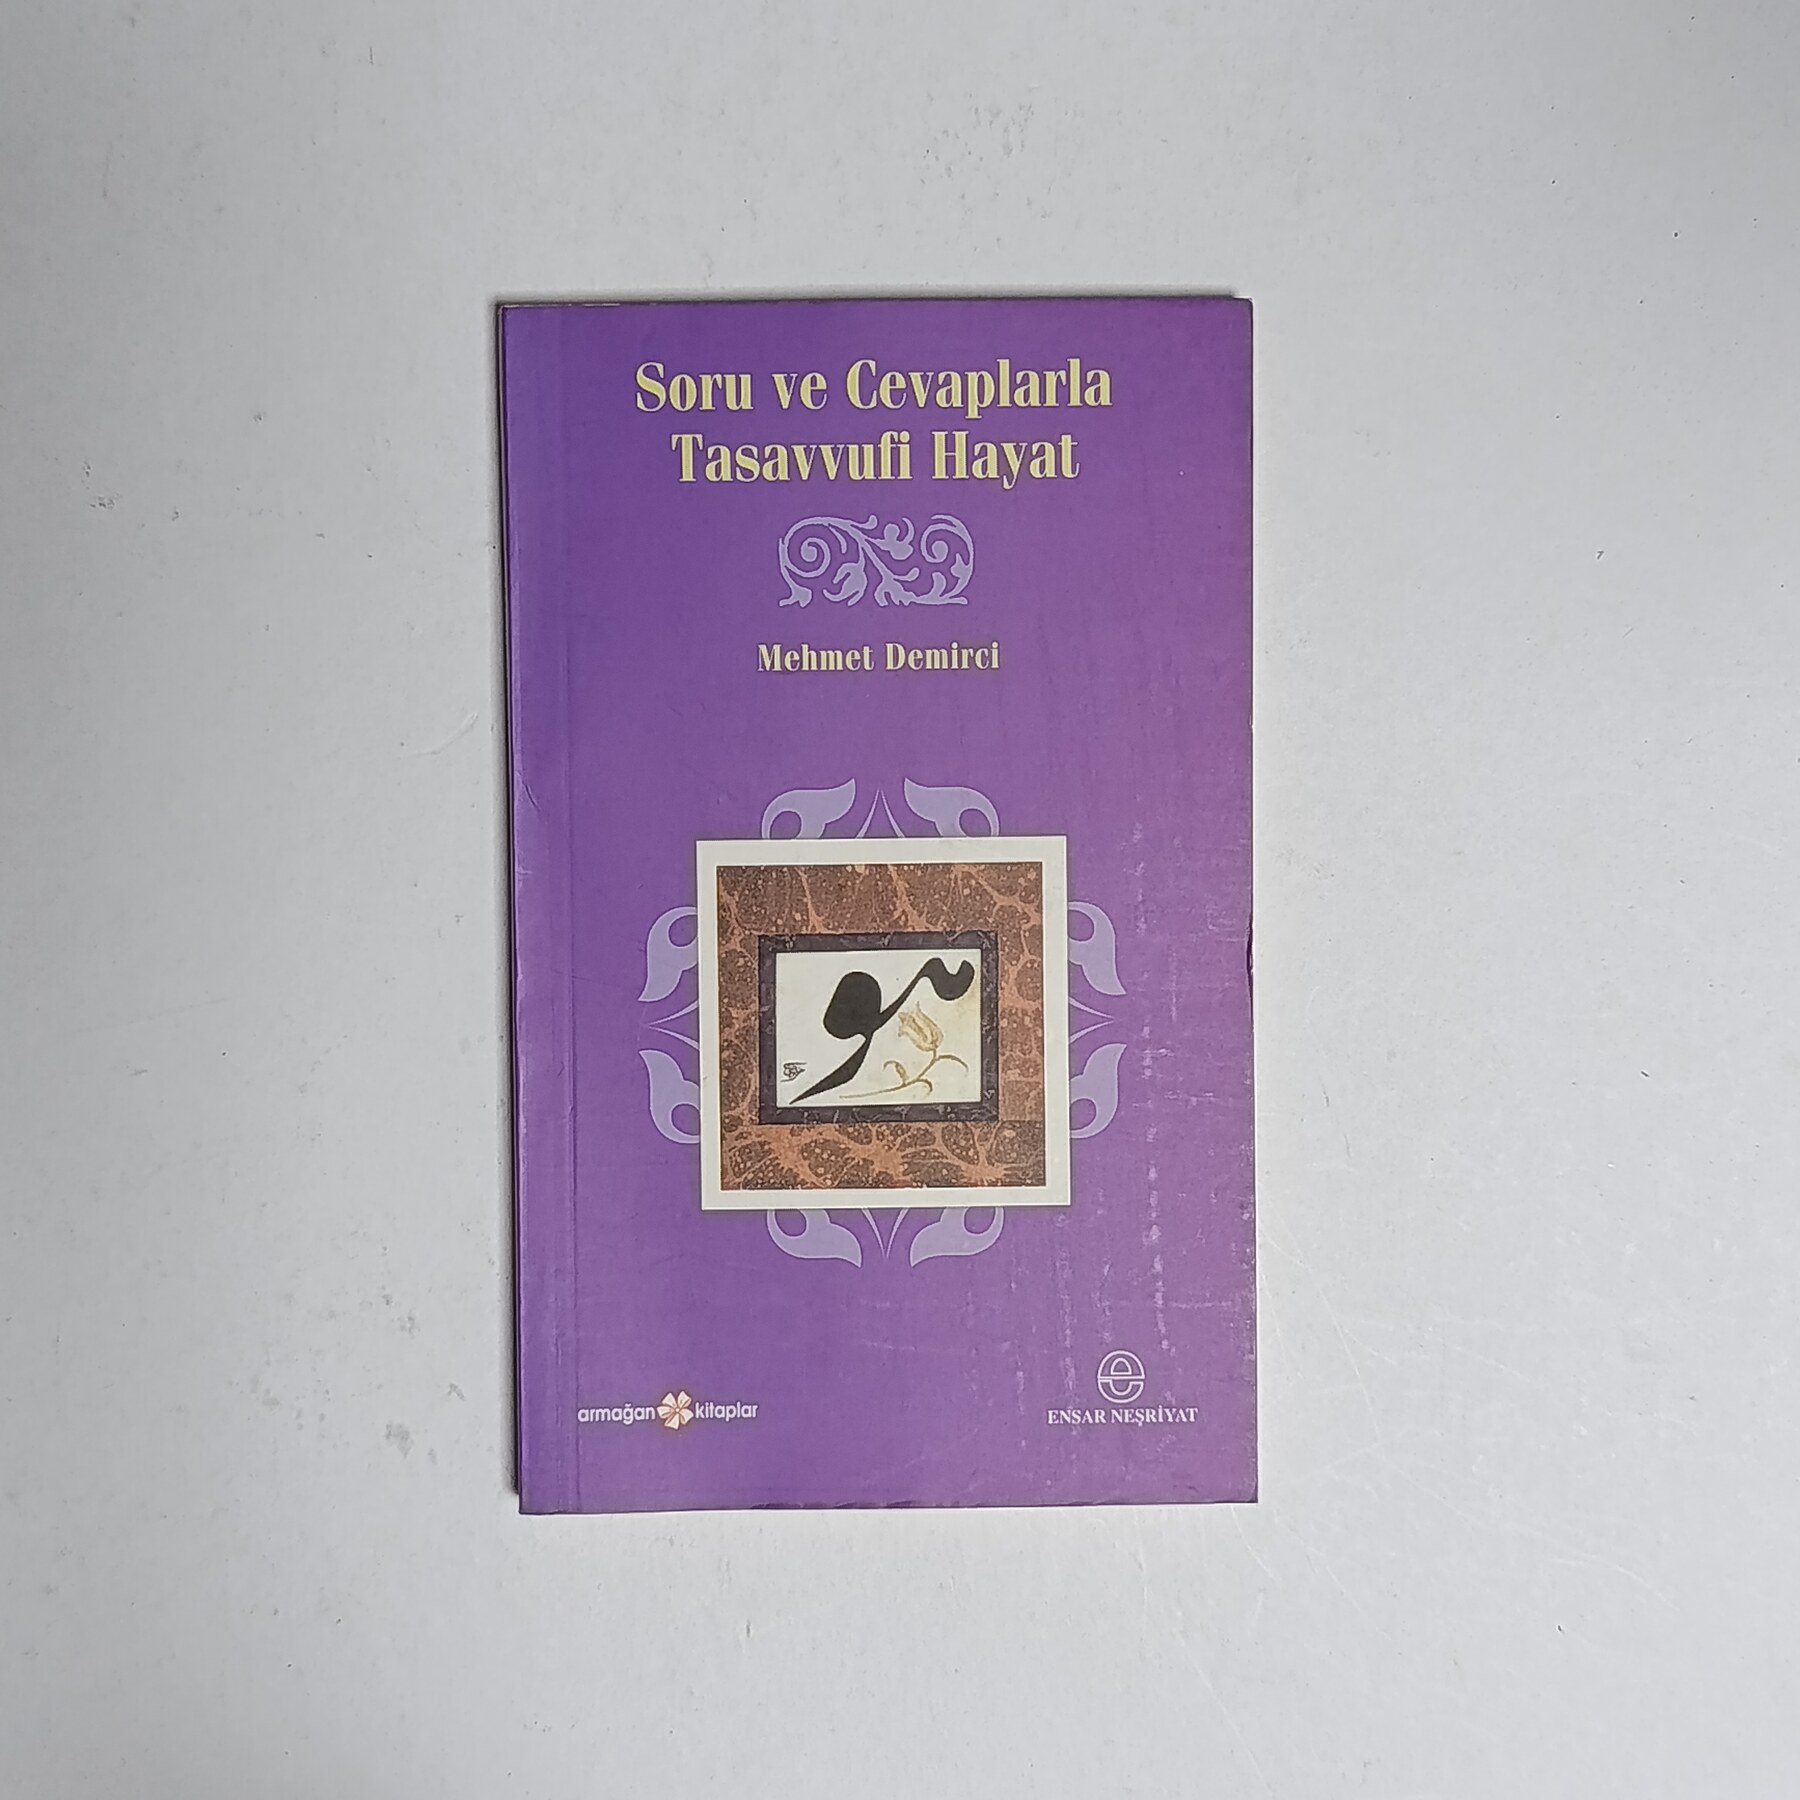 Soru ve Cevaplarla
Tasavvufi Hayat
Mehmet Demirci
هو
armağan kitaplar
e
ENSAR NEŞRİYAT